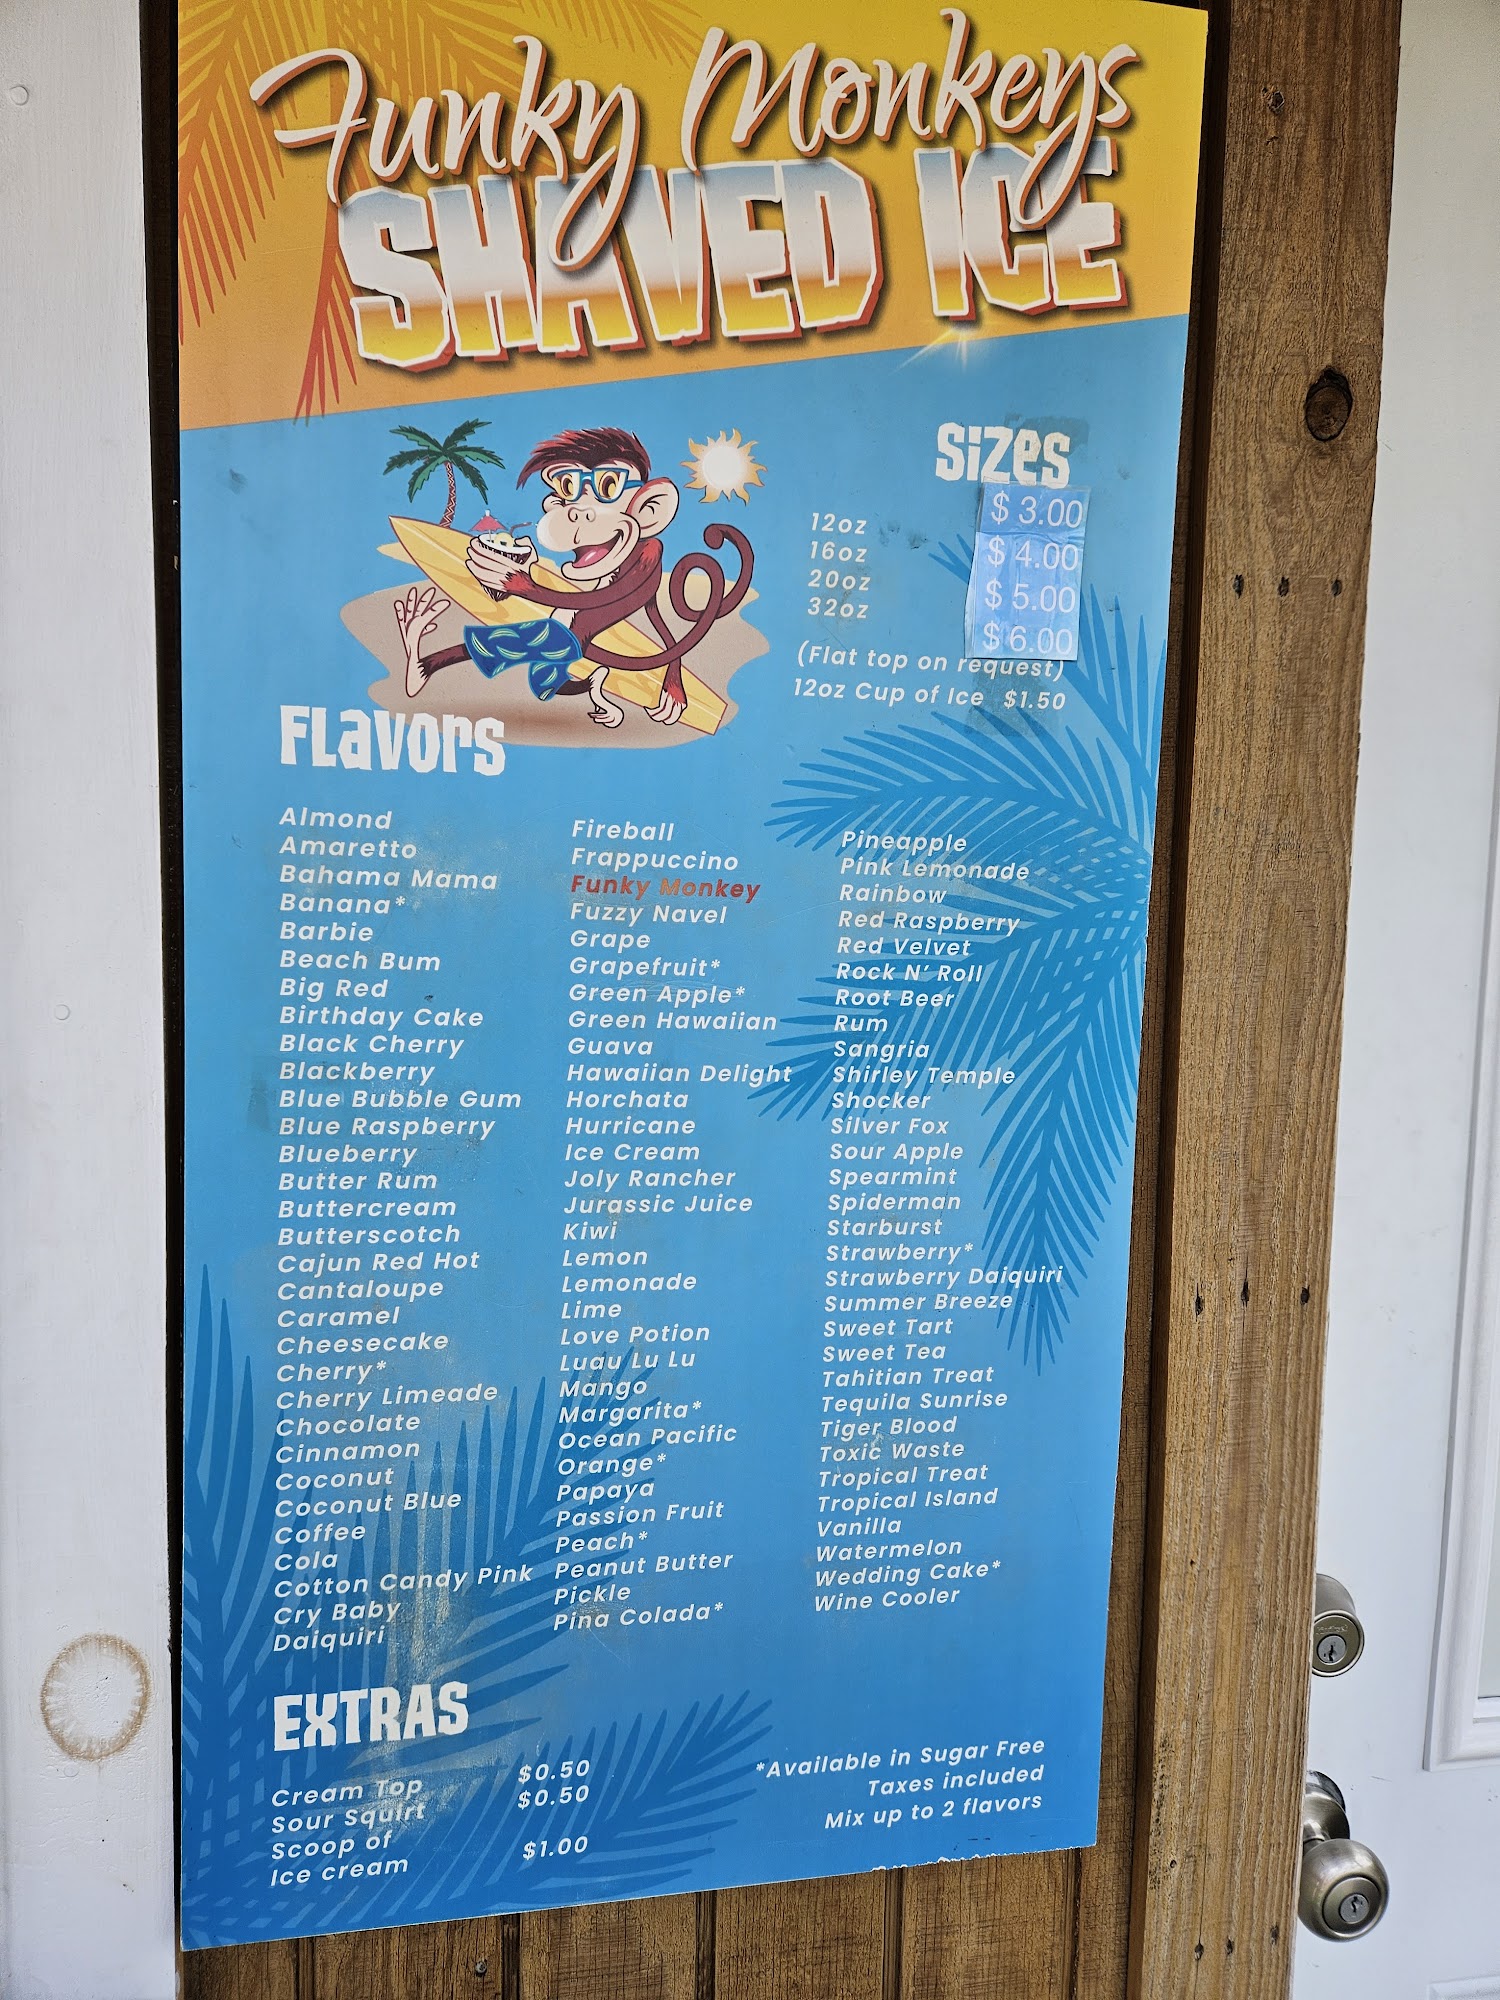 Funky Monkeys
SHAVED ICE
Sizes
12oz $3.00
16oz $4.00
20oz $5.00
32oz $6.00
(Flat top on request)
12oz Cup of Ice $1.50
Flavors
Almond
Amaretto
Bahama Mama
Banana*
Barbie
Beach Bum
Big Red
Birthday Cake
Black Cherry
Blackberry
Blue Bubble Gum
Blue Raspberry
Blueberry
Butter Rum
Buttercream
Butterscotch
Cajun Red Hot
Cantaloupe
Caramel
Cheesecake
Cherry*
Cherry Limeade
Chocolate
Cinnamon
Coconut
Coconut Blue
Coffee
Cola
Cotton Candy Pink
Cry Baby
Daiquiri
Fireball
Frappuccino
Funky Monkey
Fuzzy Navel
Grape
Grapefruit*
Green Apple*
Green Hawaiian
Guava
Hawaiian Delight
Horchata
Hurricane
Ice Cream
Joly Rancher
Jurassic Juice
Kiwi
Lemon
Lemonade
Lime
Love Potion
Luau Lu Lu
Mango
Margarita*
Ocean Pacific
Orange*
Papaya
Passion Fruit
Peach*
Peanut Butter
Pickle
Pina Colada*
Pineapple
Pink Lemonade
Rainbow
Red Raspberry
Red Velvet
Rock N' Roll
Root Beer
Rum
Sangria
Shirley Temple
Shocker
Silver Fox
Sour Apple
Spearmint
Spiderman
Starburst
Strawberry*
Strawberry Daiquiri
Summer Breeze
Sweet Tart
Sweet Tea
Tahitian Treat
Tequila Sunrise
Tiger Blood
Toxic Waste
Tropical Treat
Tropical Island
Vanilla
Watermelon
Wedding Cake*
Wine Cooler
EXTRAS
Cream Top $0.50
Sour Squirt $0.50
Scoop of
Ice cream $1.00
*Available in Sugar Free
Taxes included
Mix up to 2 flavors